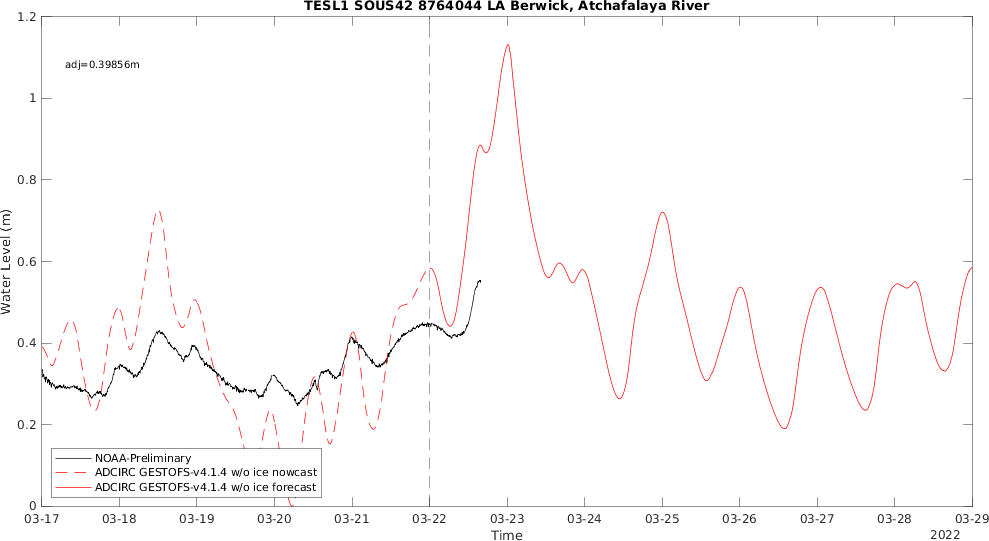 TESL1 SOUS42 8764044 LA Berwick, Atchafalaya River
adj=0.39856m
1.2
1
0.8
0.6
0.4
0.2
0
Water Level (m)
NOAA-Preliminary
ADCIRC GESTOFS-v4.1.4 w/o ice nowcast
ADCIRC GESTOFS-v4.1.4 w/o ice forecast
03-17 03-18 03-19 03-20 03-21 03-22 03-23 03-24 03-25 03-26 03-27 03-28 03-29
Time
2022